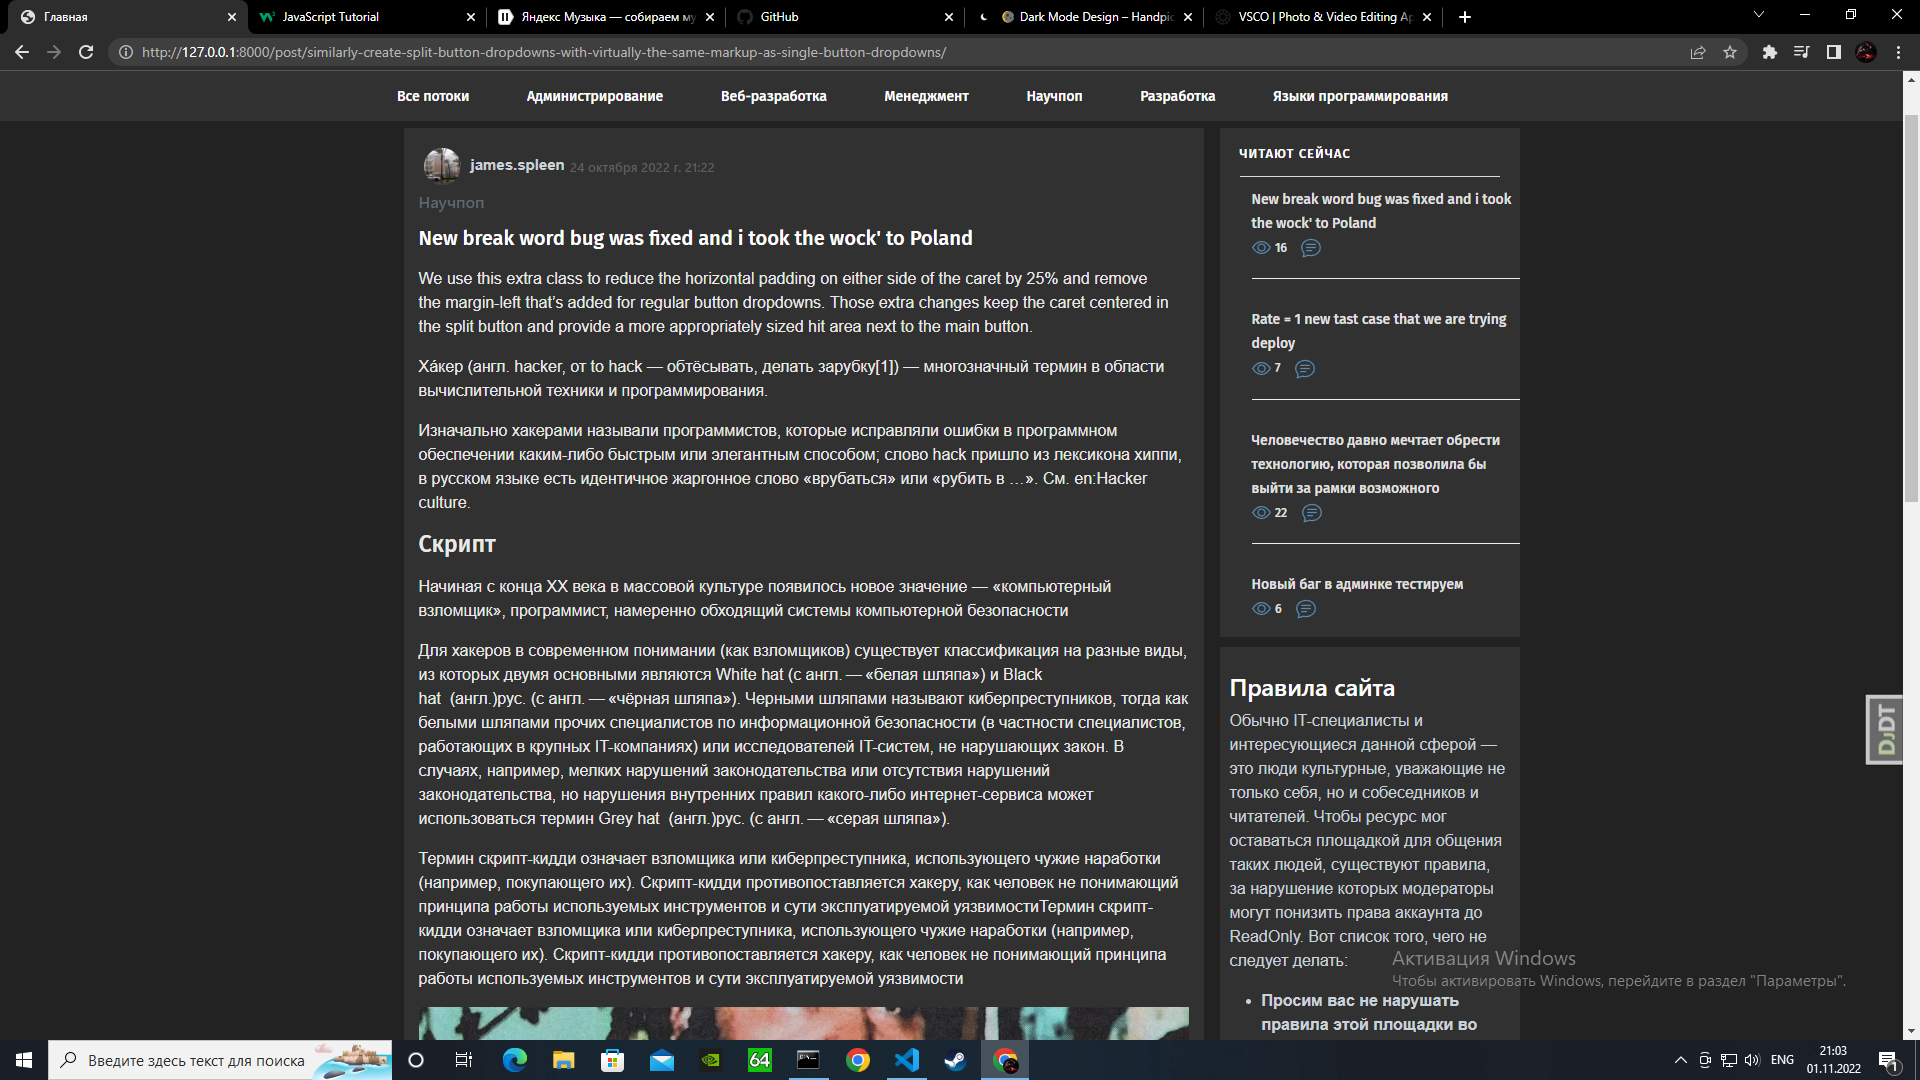 Главная
JavaScript Tutorial
Яндекс Музыка — собираем му
GitHub
Dark Mode Design – Handpic
VSCO | Photo & Video Editing Ap
http://127.0.0.1:8000/post/similarly-create-split-button-dropdowns-with-virtually-the-same-markup-as-single-button-dropdowns/
Все потоки Администрирование Веб-разработка Менеджмент Научпоп Разработка Языки программирования
james.spleen 24 октября 2022 г. 21:22
Научпоп
New break word bug was fixed and i took the wock' to Poland
We use this extra class to reduce the horizontal padding on either side of the caret by 25% and remove
the margin-left that's added for regular button dropdowns. Those extra changes keep the caret centered in
the split button and provide a more appropriately sized hit area next to the main button.
Ха́кер (англ. hacker, от to hack — обтёсывать, делать зарубку[1]) — многозначный термин в области
вычислительной техники и программирования.
Изначально хакерами называли программистов, которые исправляли ошибки в программном
обеспечении каким-либо быстрым или элегантным способом; слово hack пришло из лексикона хиппи,
в русском языке есть идентичное жаргонное слово «врубаться» или «рубить в …». См. en:Hacker
culture.
Скрипт
Начиная с конца XX века в массовой культуре появилось новое значение — «компьютерный
взломщик», программист, намеренно обходящий системы компьютерной безопасности
Для хакеров в современном понимании (как взломщиков) существует классификация на разные виды,
из которых двумя основными являются White hat (с англ. — «белая шляпа») и Black
hat (англ.)рус. (с англ. — «чёрная шляпа»). Черными шляпами называют киберпреступников, тогда как
белыми шляпами прочих специалистов по информационной безопасности (в частности специалистов,
работающих в крупных IT-компаниях) или исследователей IT-систем, не нарушающих закон. В
случаях, например, мелких нарушений законодательства или отсутствия нарушений
законодательства, но нарушения внутренних правил какого-либо интернет-сервиса может
использоваться термин Grey hat (англ.)рус. (с англ. — «серая шляпа»).
Термин скрипт-кидди означает взломщика или киберпреступника, использующего чужие наработки
(например, покупающего их). Скрипт-кидди противопоставляется хакеру, как человек не понимающий
принципа работы используемых инструментов и сути эксплуатируемой уязвимостиТермин скрипт-
кидди означает взломщика или киберпреступника, использующего чужие наработки (например,
покупающего их). Скрипт-кидди противопоставляется хакеру, как человек не понимающий принципа
работы используемых инструментов и сути эксплуатируемой уязвимости
ЧИТАЮТ СЕЙЧАС
New break word bug was fixed and i took
the wock' to Poland
16
Rate = 1 new tast case that we are trying
deploy
7
Человечество давно мечтает обрести
технологию, которая позволила бы
выйти за рамки возможного
22
Новый баг в админке тестируем
6
Правила сайта
Обычно IT-специалисты и
интересующиеся данной сферой —
это люди культурные, уважающие не
только себя, но и собеседников и
читателей. Чтобы ресурс мог
оставаться площадкой для общения
таких людей, существуют правила,
за нарушение которых модераторы
могут понизить права аккаунта до
ReadOnly. Вот список того, чего не
следует делать:
• Просим вас не нарушать
правила этой площадки во
DJDT
Активация Windows
Чтобы активировать Windows, перейдите в раздел "Параметры".
Введите здесь текст для поиска
64
ENG
21:03
01.11.2022
1